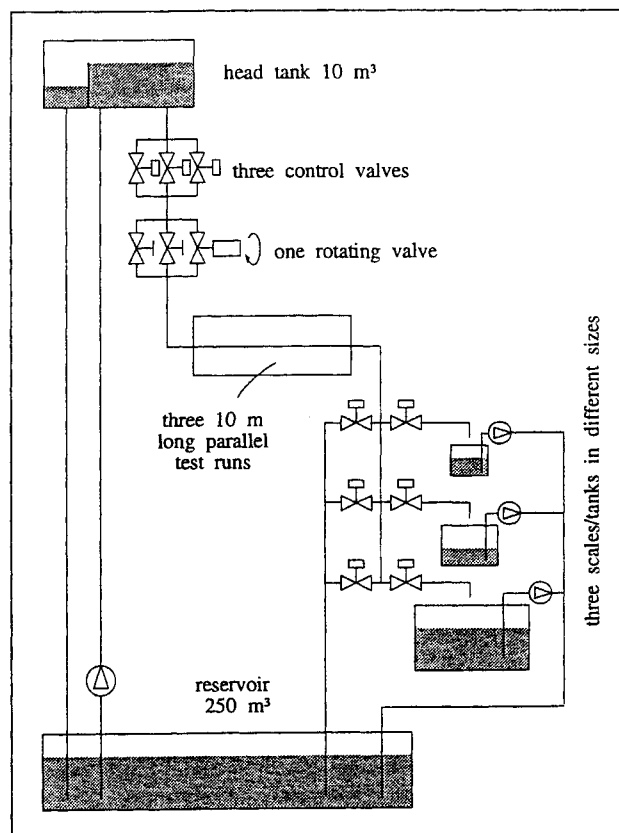 head tank 10 m³
three control valves
one rotating valve
three 10 m
long parallel
test runs
three scales/tanks in different sizes
reservoir
250 m³